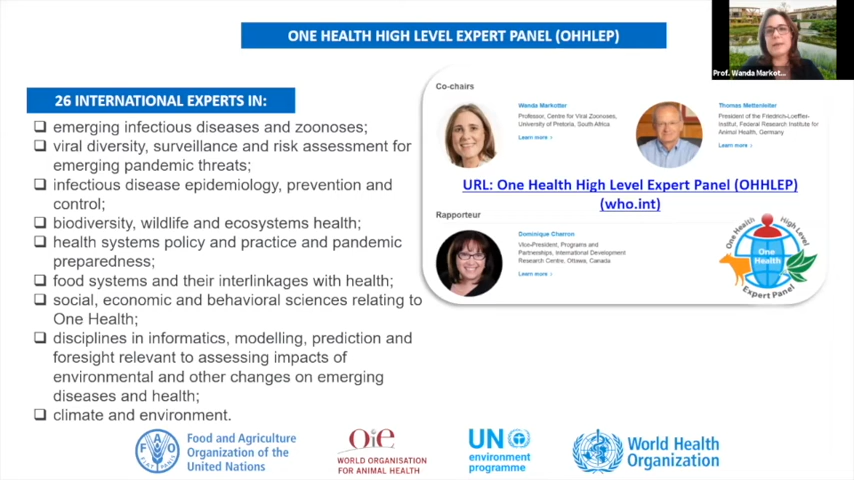 ONE HEALTH HIGH LEVEL EXPERT PANEL (OHHLEP)
Prof. Wanda Markot...
26 INTERNATIONAL EXPERTS IN:
emerging infectious diseases and zoonoses;
viral diversity, surveillance and risk assessment for
emerging pandemic threats;
infectious disease epidemiology, prevention and
control;
biodiversity, wildlife and ecosystems health;
health systems policy and practice and pandemic
preparedness;
food systems and their interlinkages with health;
social, economic and behavioral sciences relating to
One Health;
disciplines in informatics, modelling, prediction and
foresight relevant to assessing impacts of
environmental and other changes on emerging
diseases and health;
climate and environment.
Co-chairs
Wanda Markotter
Professor, Centre for Viral Zoonoses,
University of Pretoria, South Africa
Learn more
Thomas Mettenleiter
President of the Friedrich-Loeffler-
Institut, Federal Research Institute for
Animal Health, Germany
Learn more
URL: One Health High Level Expert Panel (OHHLEP)
(who.int)
Rapporteur
Dominique Charron
Vice-President, Programs and
Partnerships, International Development
Research Centre, Ottawa, Canada
Learn more
One Health High Level
One
Health
Expert Panel
FAO
FIAT PANIS
Food and Agriculture
Organization of the
United Nations
OiE
WORLD ORGANISATION
FOR ANIMAL HEALTH
UN
environment
programme
World Health
Organization